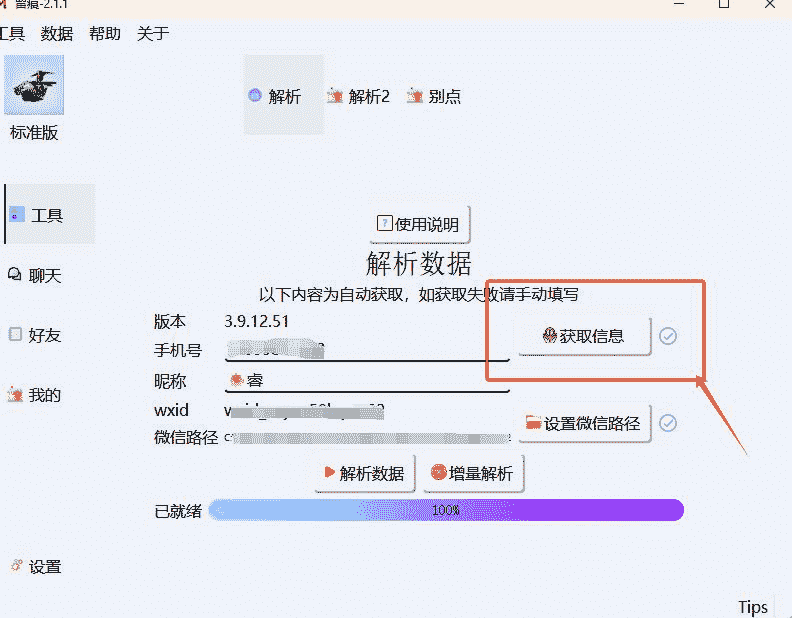 留痕-2.1.1
工具 数据 帮助 关于
解析 解析2 别点
标准版
工具
聊天
好友
我的
设置
使用说明
解析数据
以下内容为自动获取，如获取失败请手动填写
版本 3.9.12.51
手机号
获取信息
昵称 睿
wxid
微信路径
设置微信路径
解析数据 增量解析
已就绪 100%
Tips